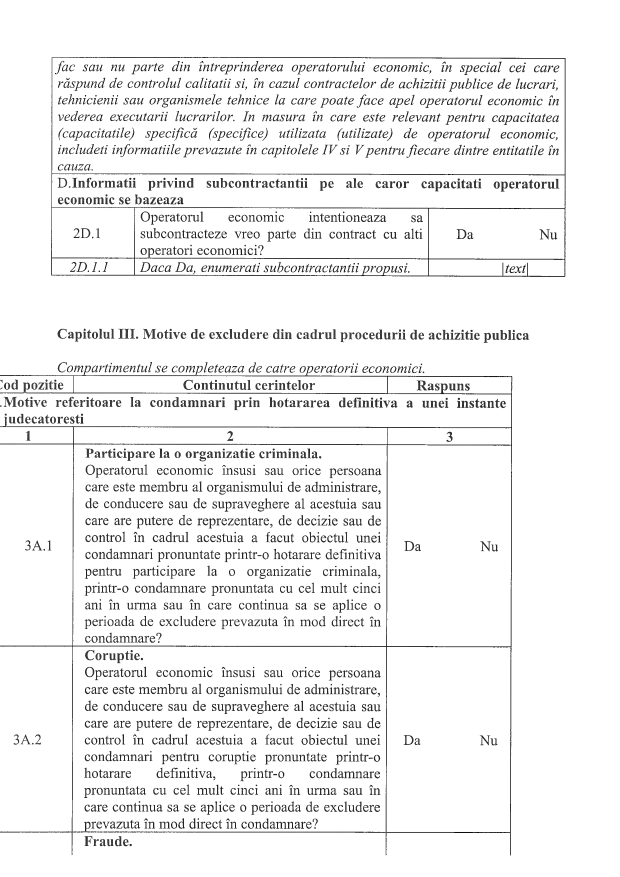 fac sau nu parte din întreprinderea operatorului economic, în special cei care
răspund de controlul calitatii si, în cazul contractelor de achizitii publice de lucrari,
tehnicienii sau organismele tehnice la care poate face apel operatorul economic în
vederea executarii lucrarilor. In masura în care este relevant pentru capacitatea
(capacitatile) specifică (specifice) utilizata (utilizate) de operatorul economic,
includeti informatiile prevazute în capitolele IV si V pentru fiecare dintre entitatile în
cauza.
D.Informatii privind subcontractantii pe ale caror capacitati operatorul
economic se bazeaza
2D.1 Operatorul economic intentioneaza sa
subcontracteze vreo parte din contract cu alti
operatori economici? Da Nu
2D.1.1 Daca Da, enumerati subcontractantii propusi. |text|
Capitolul III. Motive de excludere din cadrul procedurii de achizitie publica
Compartimentul se completeaza de catre operatorii economici.
Cod pozitie Continutul cerintelor Raspuns
.Motive referitoare la condamnari prin hotararea definitiva a unei instante
judecatoresti
1 2 3
Participare la o organizatie criminala.
Operatorul economic însusi sau orice persoana
care este membru al organismului de administrare,
de conducere sau de supraveghere al acestuia sau
care are putere de reprezentare, de decizie sau de
control în cadrul acestuia a facut obiectul unei
3A.1 condamnari pronuntate printr-o hotarare definitiva Da Nu
pentru participare la o organizatie criminala,
printr-o condamnare pronuntata cu cel mult cinci
ani în urma sau în care continua sa se aplice o
perioada de excludere prevazuta în mod direct în
condamnare?
Coruptie.
Operatorul economic însusi sau orice persoana
care este membru al organismului de administrare,
de conducere sau de supraveghere al acestuia sau
care are putere de reprezentare, de decizie sau de
3A.2 control în cadrul acestuia a facut obiectul unei Da Nu
condamnari pentru coruptie pronuntate printr-o
hotarare definitiva, printr-o condamnare
pronuntata cu cel mult cinci ani în urma sau în
care continua sa se aplice o perioada de excludere
prevazuta în mod direct în condamnare?
Fraude.